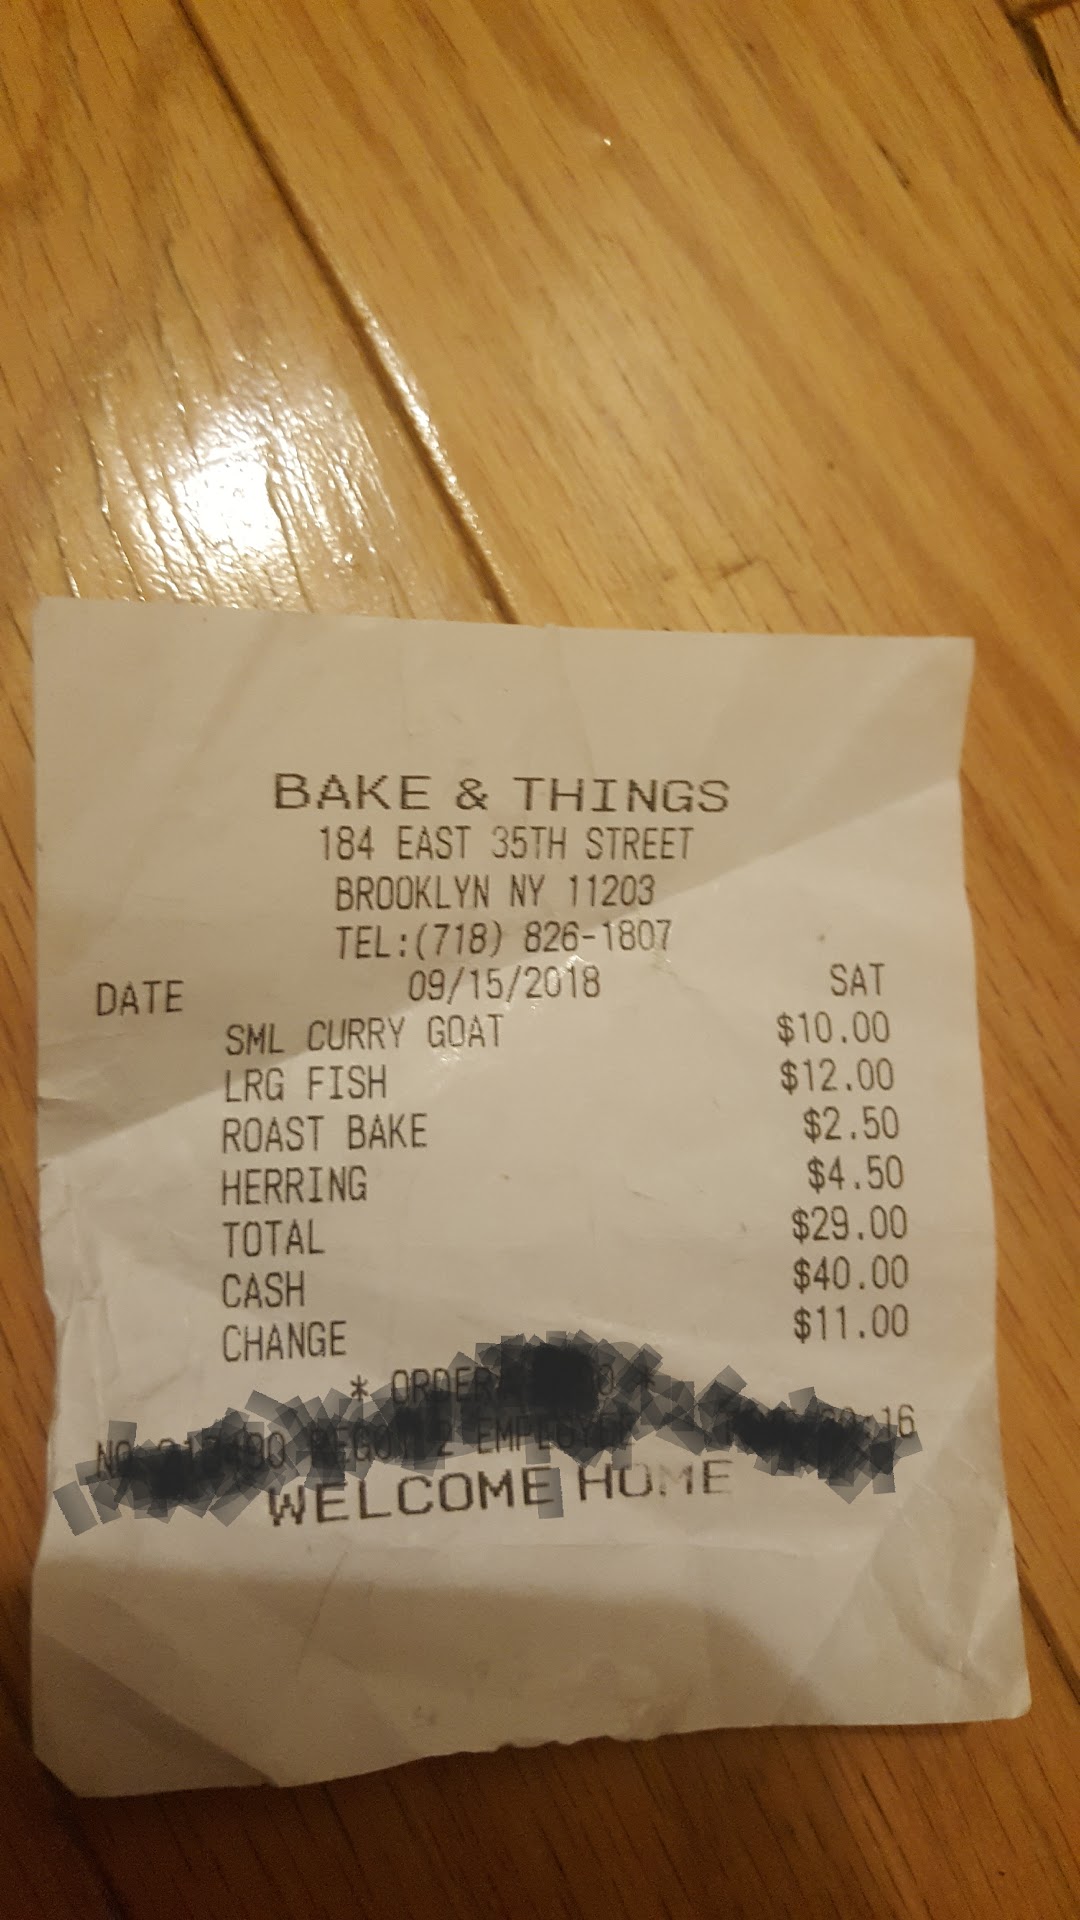 BAKE & THINGS
184 EAST 35TH STREET
BROOKLYN NY 11203
TEL:(718) 826-1807
DATE 09/15/2018 SAT
SML CURRY GOAT $10.00
LRG FISH $12.00
ROAST BAKE $2.50
HERRING $4.50
TOTAL $29.00
CASH $40.00
CHANGE $11.00
* ORDER
NO
WELCOME HOME